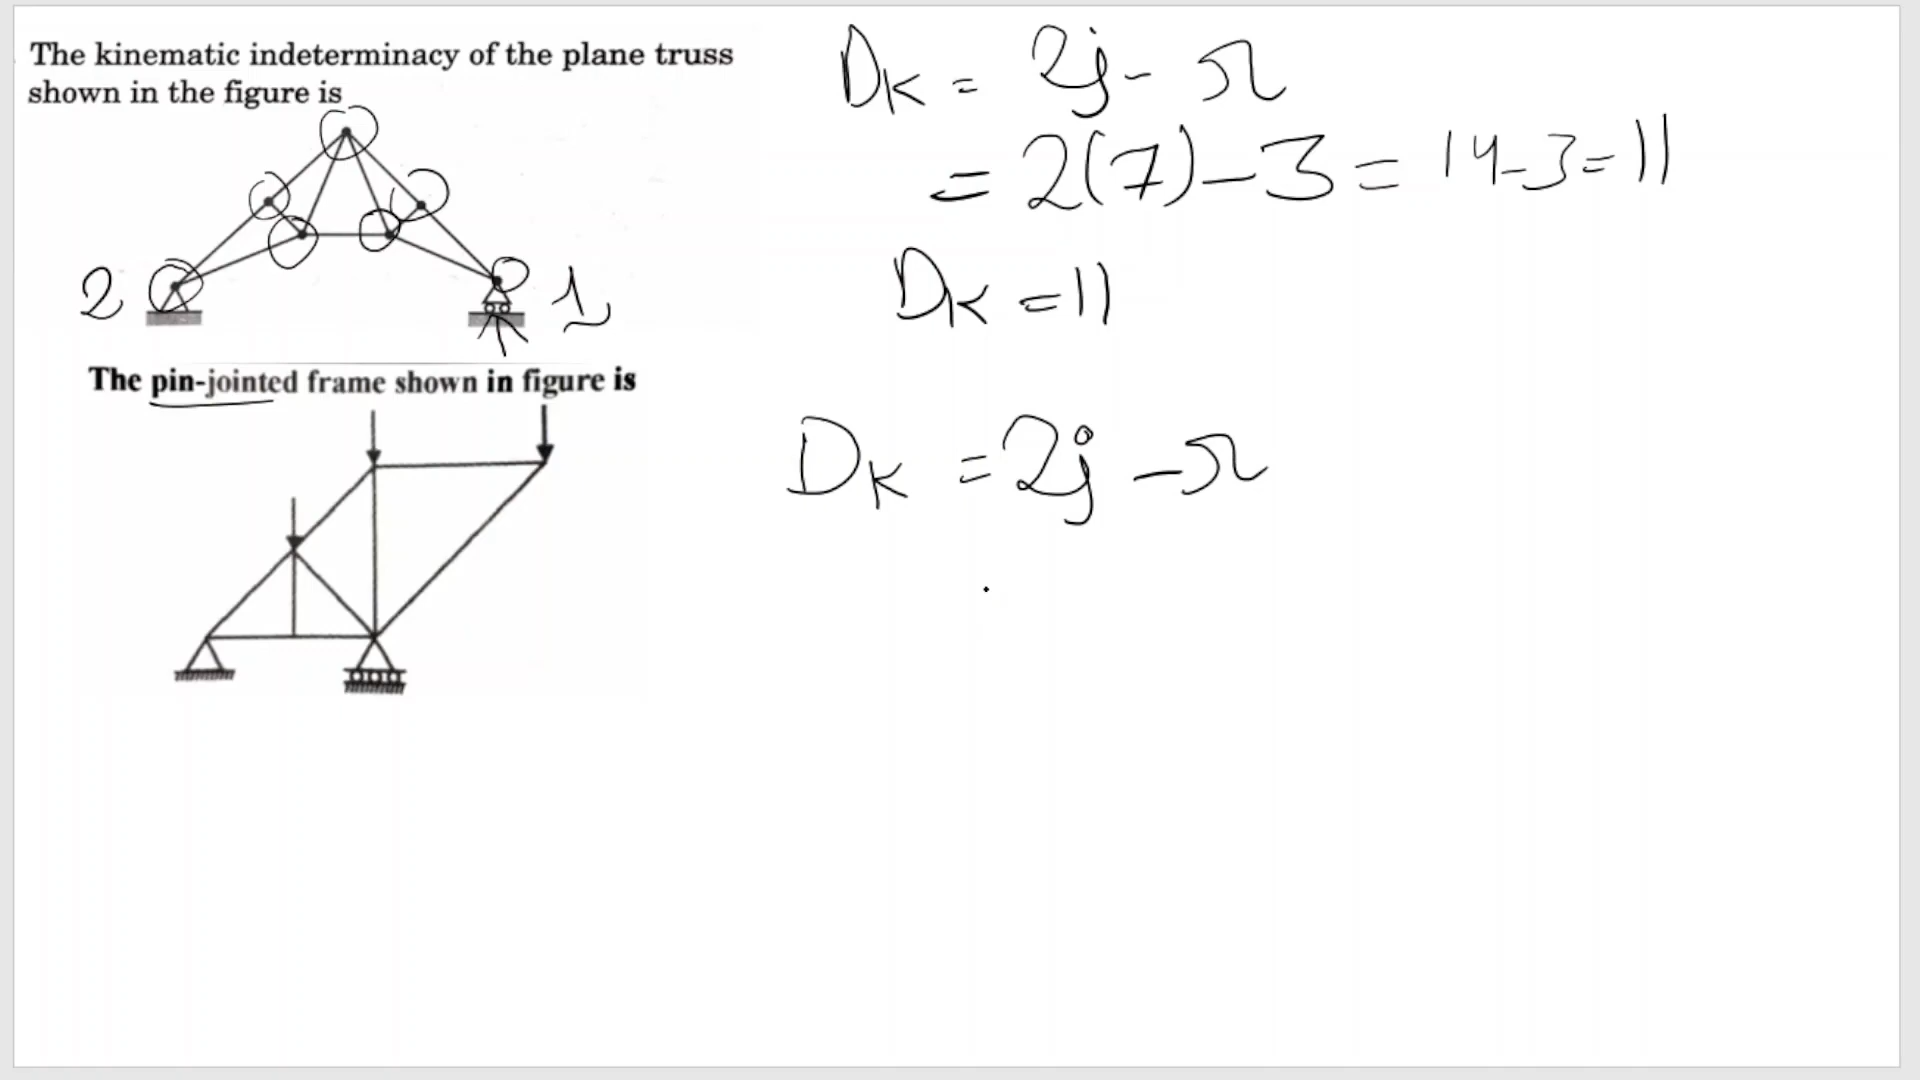 The kinematic indeterminacy of the plane truss
shown in the figure is
2
1
The pin-jointed frame shown in figure is
DK = 2j - r
= 2(7) - 3 = 14 - 3 = 11
DK = 11
DK = 2j - r